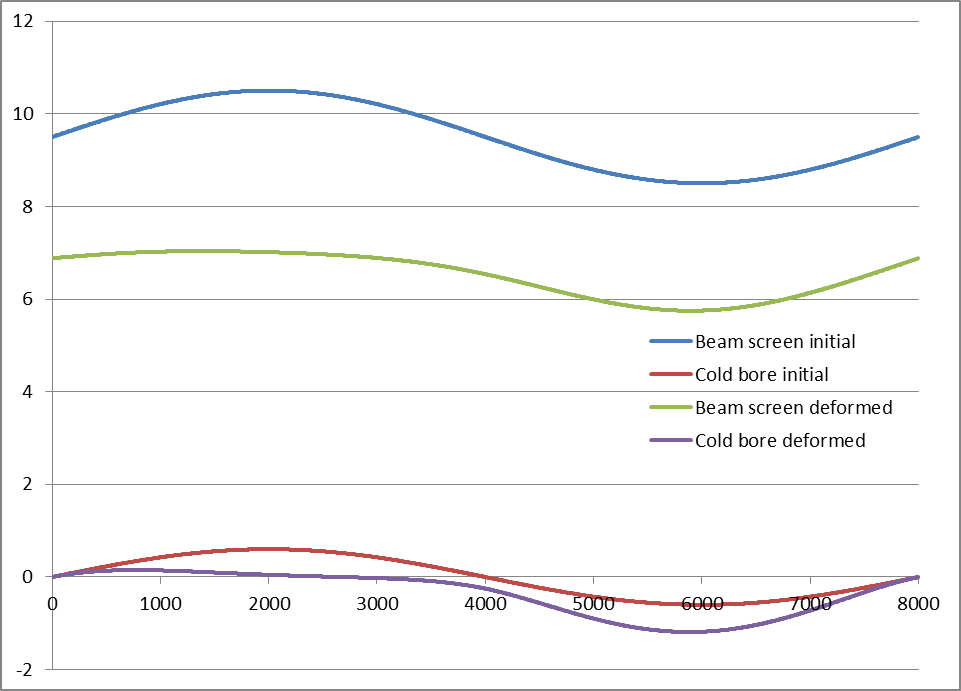 12
10
8
6
4
2
0
-2
0 1000 2000 3000 4000 5000 6000 7000 8000
Beam screen initial
Cold bore initial
Beam screen deformed
Cold bore deformed